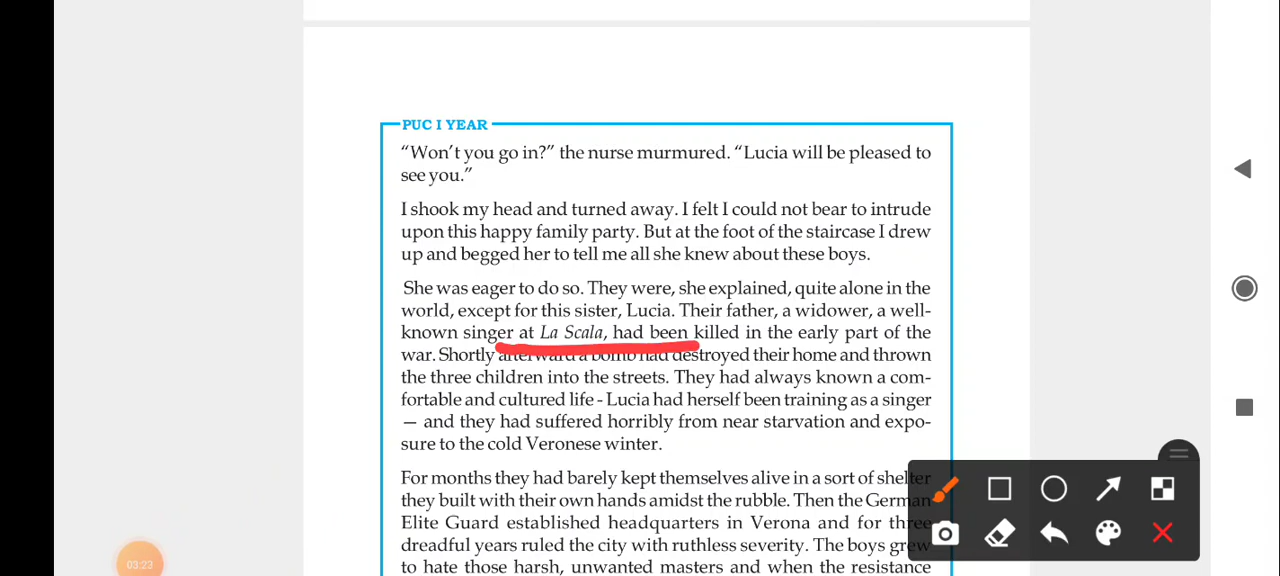 PUC I YEAR
“Won’t you go in?” the nurse murmured. “Lucia will be pleased to
see you.”
I shook my head and turned away. I felt I could not bear to intrude
upon this happy family party. But at the foot of the staircase I drew
up and begged her to tell me all she knew about these boys.
She was eager to do so. They were, she explained, quite alone in the
world, except for this sister, Lucia. Their father, a widower, a well-
known singer at La Scala, had been killed in the early part of the
war. Shortly afterward a bomb had destroyed their home and thrown
the three children into the streets. They had always known a com-
fortable and cultured life - Lucia had herself been training as a singer
— and they had suffered horribly from near starvation and expo-
sure to the cold Veronese winter.
For months they had barely kept themselves alive in a sort of shelter
they built with their own hands amidst the rubble. Then the German
Elite Guard established headquarters in Verona and for three
dreadful years ruled the city with ruthless severity. The boys grew
to hate those harsh, unwanted masters and when the resistance
03:23